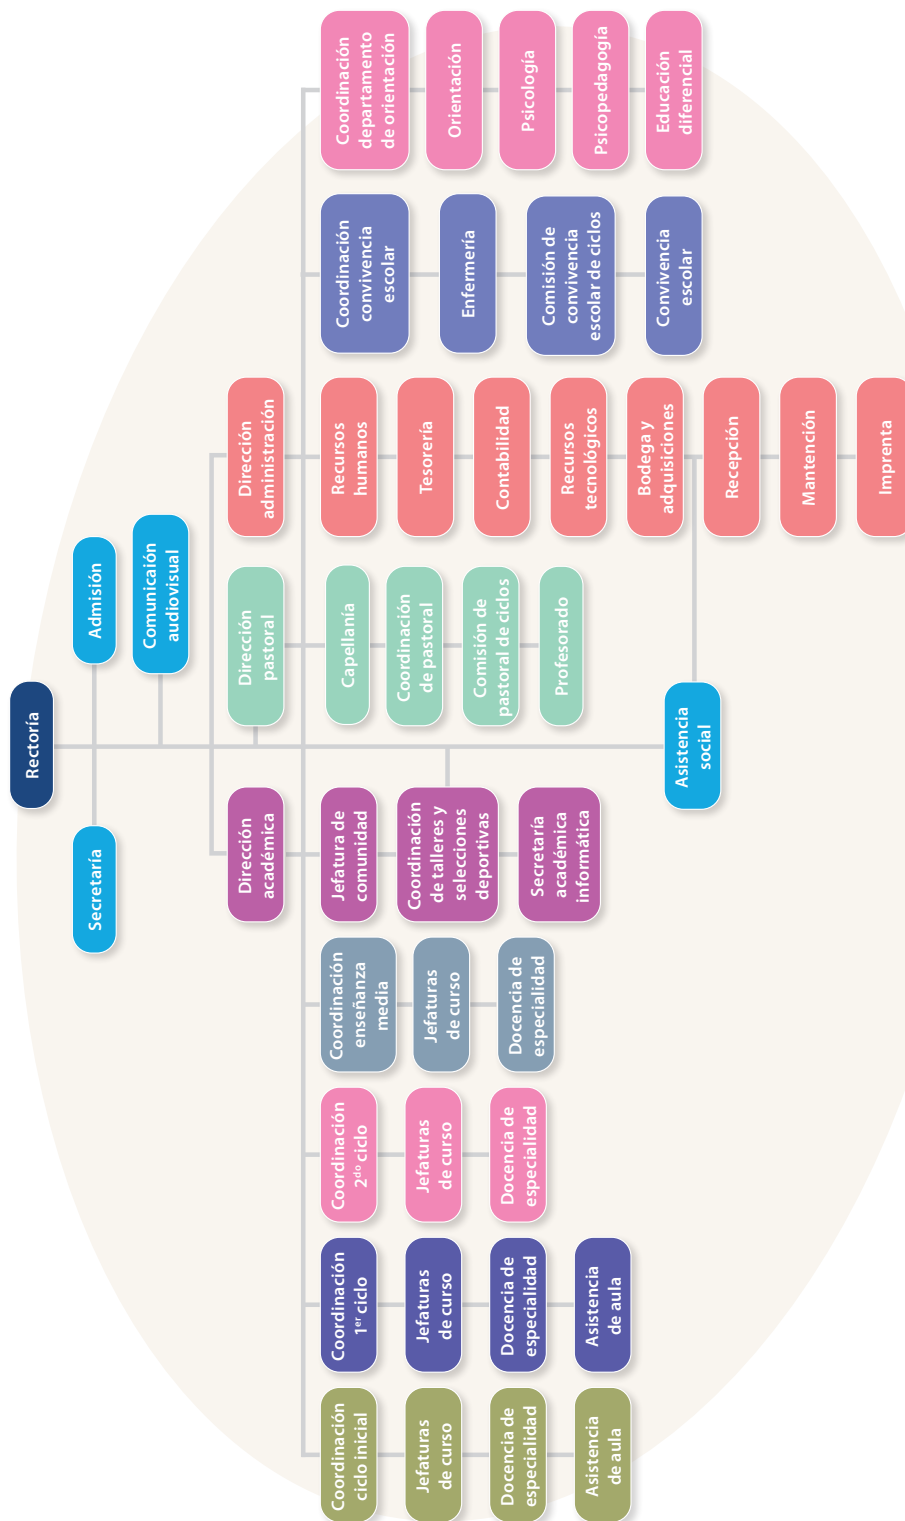 Rectoría
Secretaría
Admisión
Comunicaión
audiovisual
Dirección
académica
Dirección
pastoral
Dirección
administración
Coordinación
ciclo inicial
Jefaturas
de curso
Docencia de
especialidad
Asistencia
de aula
Coordinación
1er ciclo
Jefaturas
de curso
Docencia de
especialidad
Asistencia
de aula
Coordinación
2do ciclo
Jefaturas
de curso
Docencia de
especialidad
Coordinación
enseñanza
media
Jefaturas
de curso
Docencia de
especialidad
Jefatura de
comunidad
Coordinación
de talleres y
selecciones
deportivas
Secretaría
académica
informática
Capellanía
Coordinación
de pastoral
Comisión de
pastoral de ciclos
Profesorado
Recursos
humanos
Tesorería
Contabilidad
Recursos
tecnológicos
Bodega y
adquisiciones
Recepción
Mantención
Imprenta
Coordinación
convivencia
escolar
Enfermería
Comisión de
convivencia
escolar de ciclos
Convivencia
escolar
Coordinación
departamento
de orientación
Orientación
Psicología
Psicopedagogía
Educación
diferencial
Asistencia
social